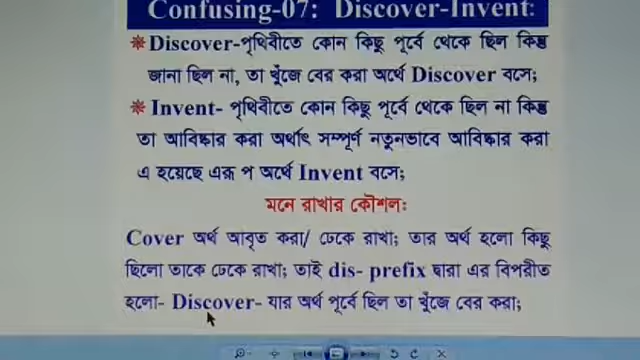 Confusing-07: Discover-Invent:
✱Discover-পৃথিবীতে কোন কিছু পূর্বে থেকে ছিল কিন্তু
জানা ছিল না, তা খুঁজে বের করা অর্থে Discover বসে;
✱Invent- পৃথিবীতে কোন কিছু পূর্বে থেকে ছিল না কিন্তু
তা আবিষ্কার করা অর্থাৎ সম্পূর্ণ নতুনভাবে আবিষ্কার করা
এ হয়েছে এরূ প অর্থে Invent বসে;
মনে রাখার কৌশল:
Cover অর্থ আবৃত করা/ ঢেকে রাখা; তার অর্থ হলো কিছু
ছিলো তাকে ঢেকে রাখা; তাই dis- prefix দ্বারা এর বিপরীত
হলো- Discover- যার অর্থ পূর্বে ছিল তা খুঁজে বের করা;